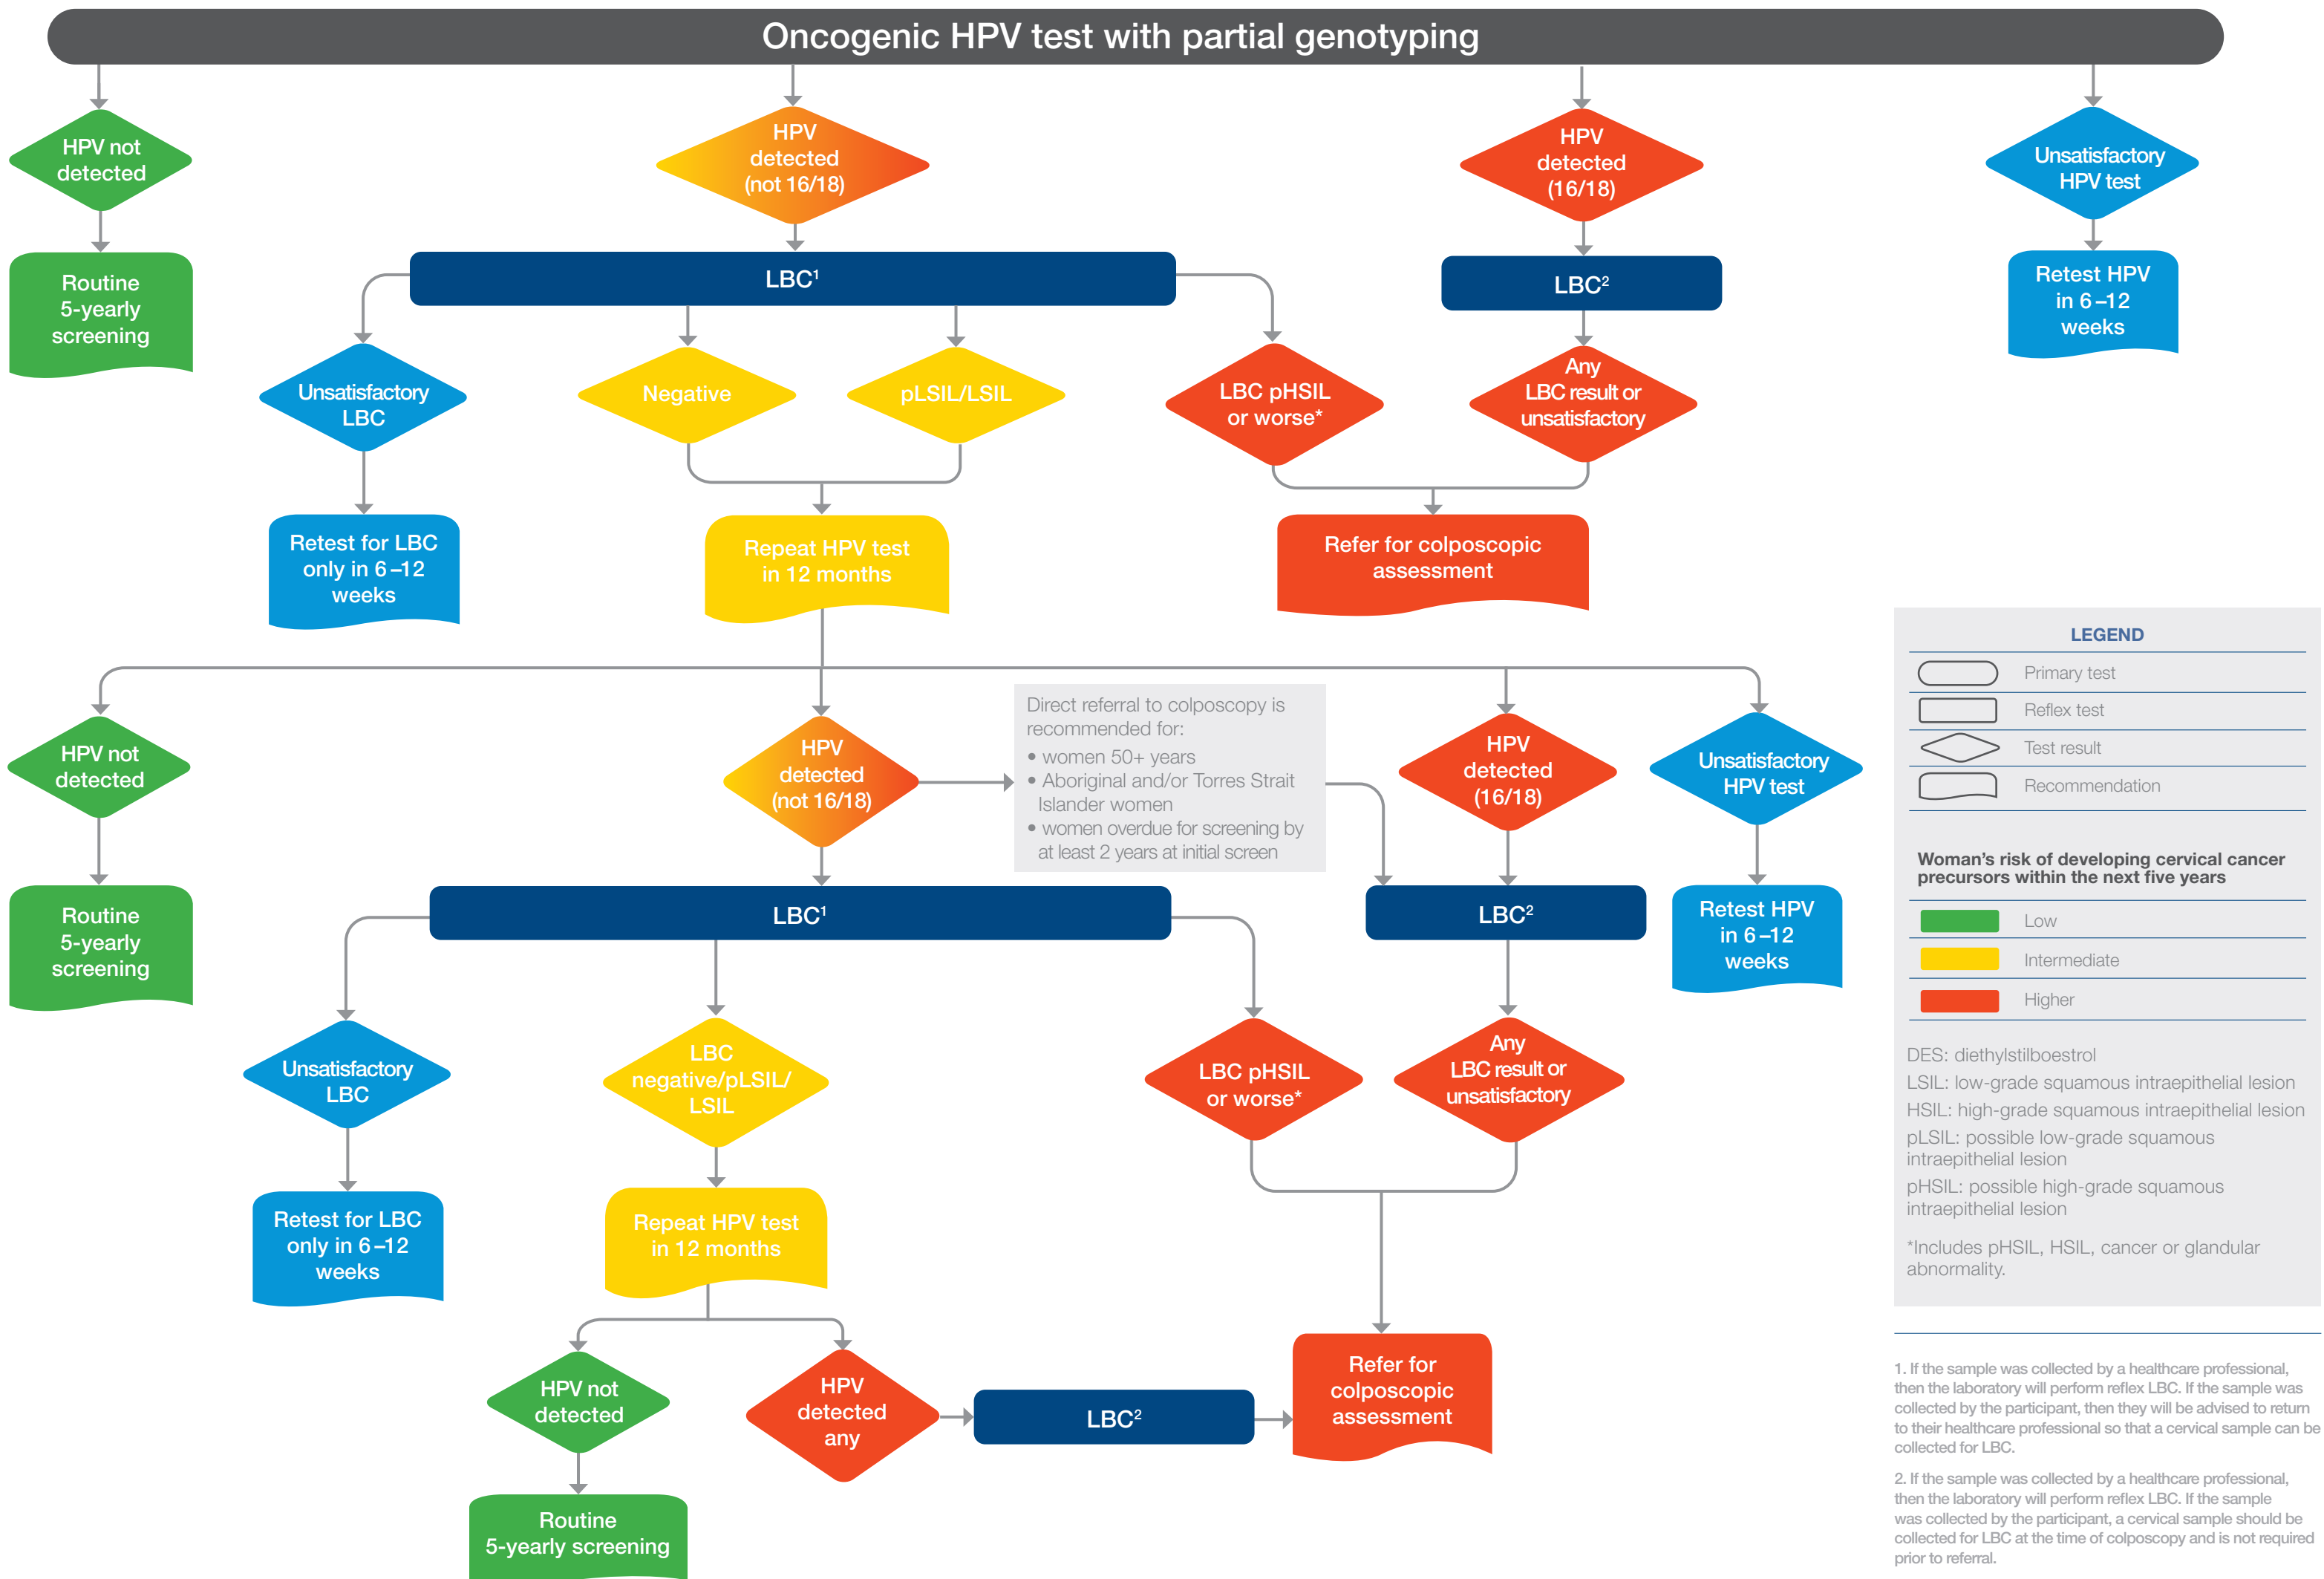 Oncogenic HPV test with partial genotyping
HPV not
detected
HPV
detected
(not 16/18)
HPV
detected
(16/18)
Unsatisfactory
HPV test
Routine
5-yearly
screening
LBC¹
LBC²
Retest HPV
in 6–12
weeks
Unsatisfactory
LBC
Negative
pLSIL/LSIL
LBC pHSIL
or worse*
Any
LBC result or
unsatisfactory
Retest for LBC
only in 6–12
weeks
Repeat HPV test
in 12 months
Refer for colposcopic
assessment
HPV not
detected
HPV
detected
(not 16/18)
Direct referral to colposcopy is
recommended for:
• women 50+ years
• Aboriginal and/or Torres Strait
Islander women
• women overdue for screening by
at least 2 years at initial screen
HPV
detected
(16/18)
Unsatisfactory
HPV test
Routine
5-yearly
screening
LBC¹
LBC²
Retest HPV
in 6–12
weeks
Unsatisfactory
LBC
LBC
negative/pLSIL/
LSIL
LBC pHSIL
or worse*
Any
LBC result or
unsatisfactory
Retest for LBC
only in 6–12
weeks
Repeat HPV test
in 12 months
HPV not
detected
HPV
detected
any
LBC²
Refer for
colposcopic
assessment
Routine
5-yearly screening
LEGEND
Primary test
Reflex test
Test result
Recommendation
Woman's risk of developing cervical cancer
precursors within the next five years
Low
Intermediate
Higher
DES: diethylstilboestrol
LSIL: low-grade squamous intraepithelial lesion
HSIL: high-grade squamous intraepithelial lesion
pLSIL: possible low-grade squamous
intraepithelial lesion
pHSIL: possible high-grade squamous
intraepithelial lesion
*Includes pHSIL, HSIL, cancer or glandular
abnormality.
1. If the sample was collected by a healthcare professional,
then the laboratory will perform reflex LBC. If the sample was
collected by the participant, then they will be advised to return
to their healthcare professional so that a cervical sample can be
collected for LBC.
2. If the sample was collected by a healthcare professional,
then the laboratory will perform reflex LBC. If the sample
was collected by the participant, a cervical sample should be
collected for LBC at the time of colposcopy and is not required
prior to referral.